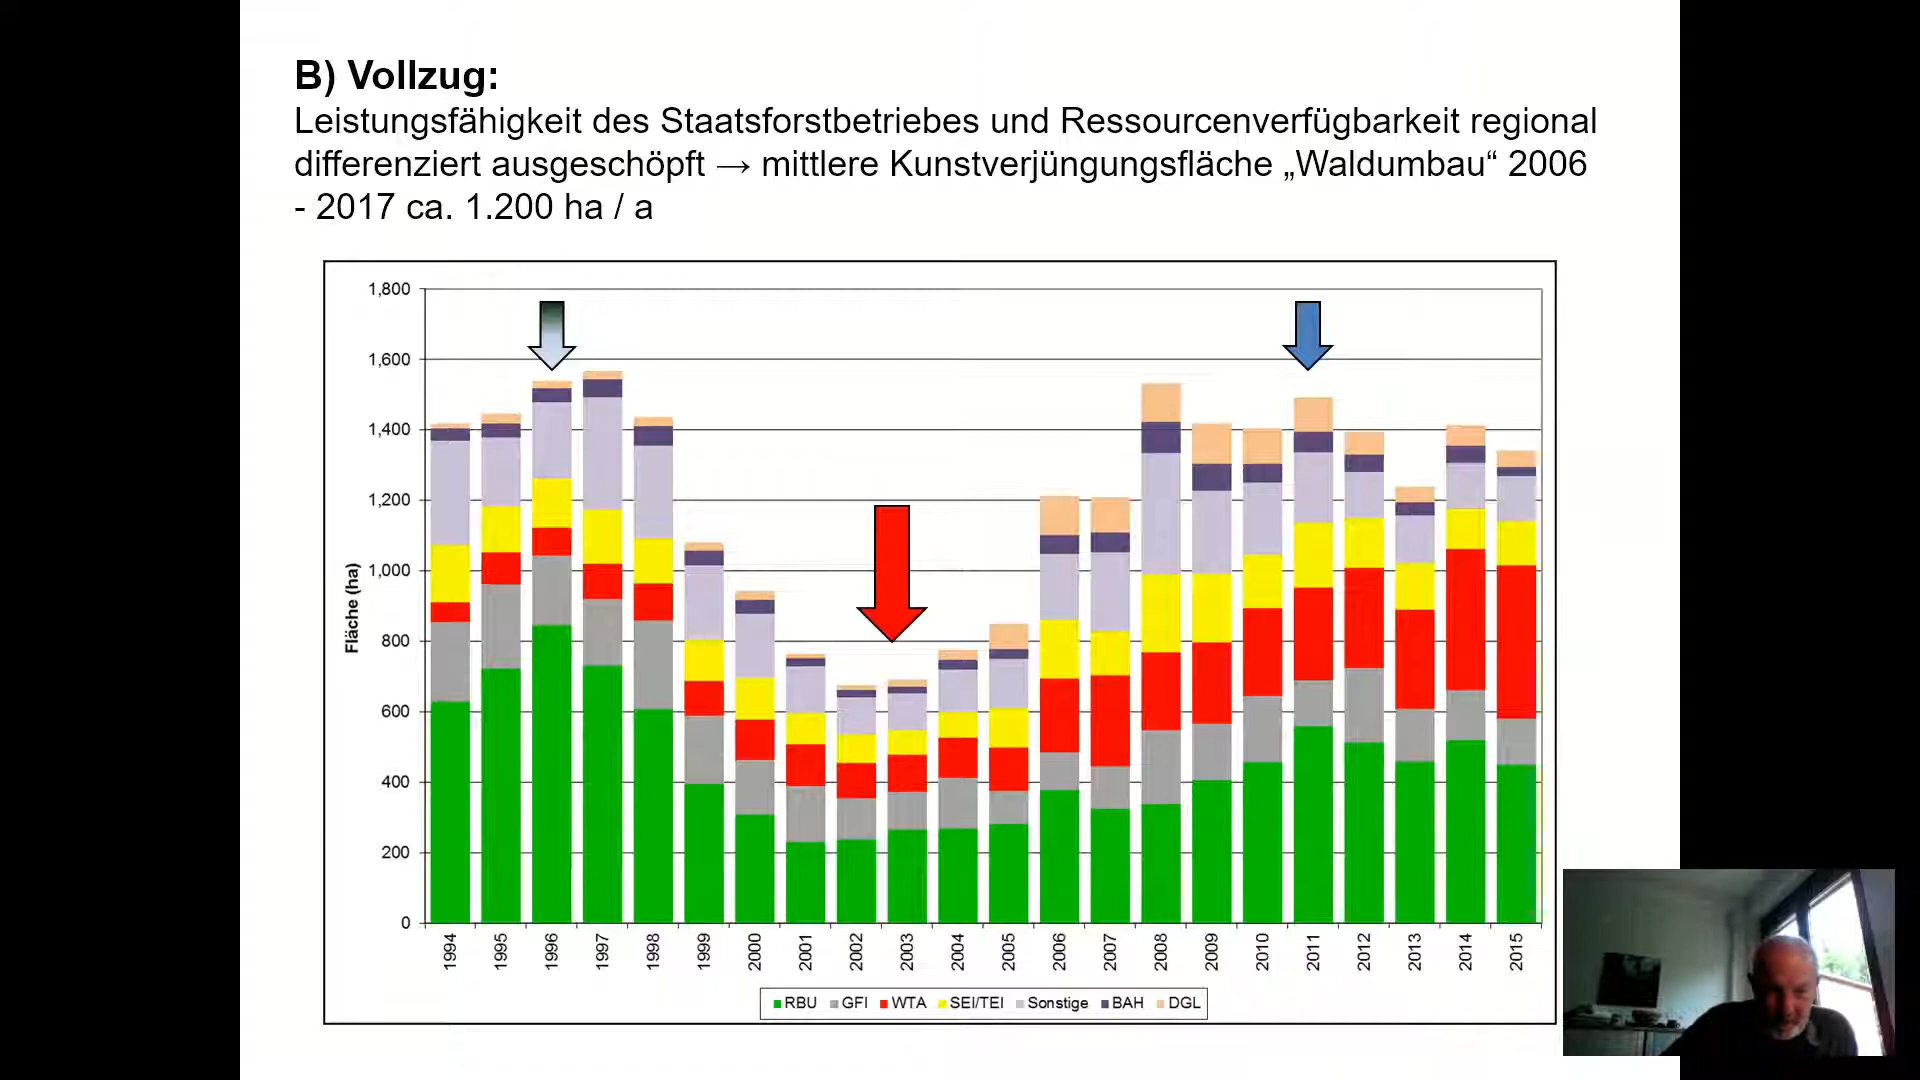 B) Vollzug:
Leistungsfähigkeit des Staatsforstbetriebes und Ressourcenverfügbarkeit regional
differenziert ausgeschöpft → mittlere Kunstverjüngungsfläche „Waldumbau“ 2006
- 2017 ca. 1.200 ha / a
1,800
1,600
1,400
1,200
1,000
800
600
400
200
0
Fläche (ha)
1994 1995 1996 1997 1998 1999 2000 2001 2002 2003 2004 2005 2006 2007 2008 2009 2010 2011 2012 2013 2014 2015
RBU GFI WTA SEI/TEI Sonstige BAH DGL